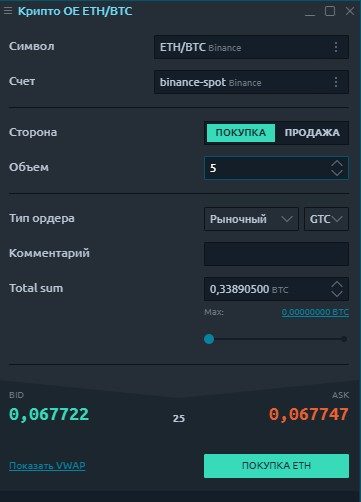 Крипто OE ETH/BTC
Символ ETH/BTC Binance
Счет binance-spot Binance
Сторона ПОКУПКА ПРОДАЖА
Объем 5
Тип ордера Рыночный GTC
Комментарий
Total sum 0,33890500 BTC
Max: 0,00000000 BTC
BID ASK
0,067722 25 0,067747
Показать VWAP ПОКУПКА ETH